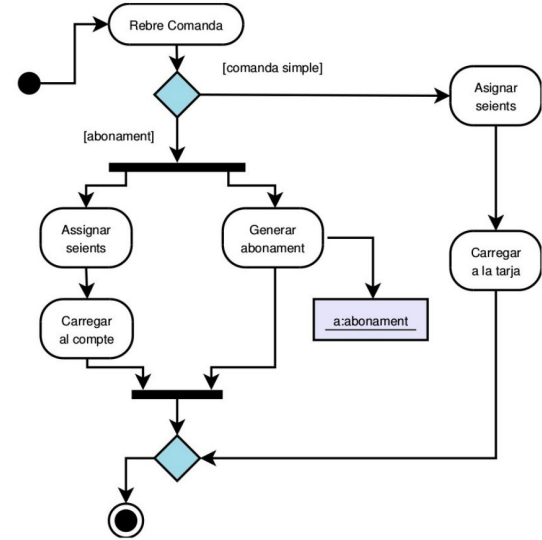 Rebre Comanda
[comanda simple]
Asignar
seients
[abonament]
Assignar
seients
Generar
abonament
Carregar
a la tarja
Carregar
al compte
a:abonament